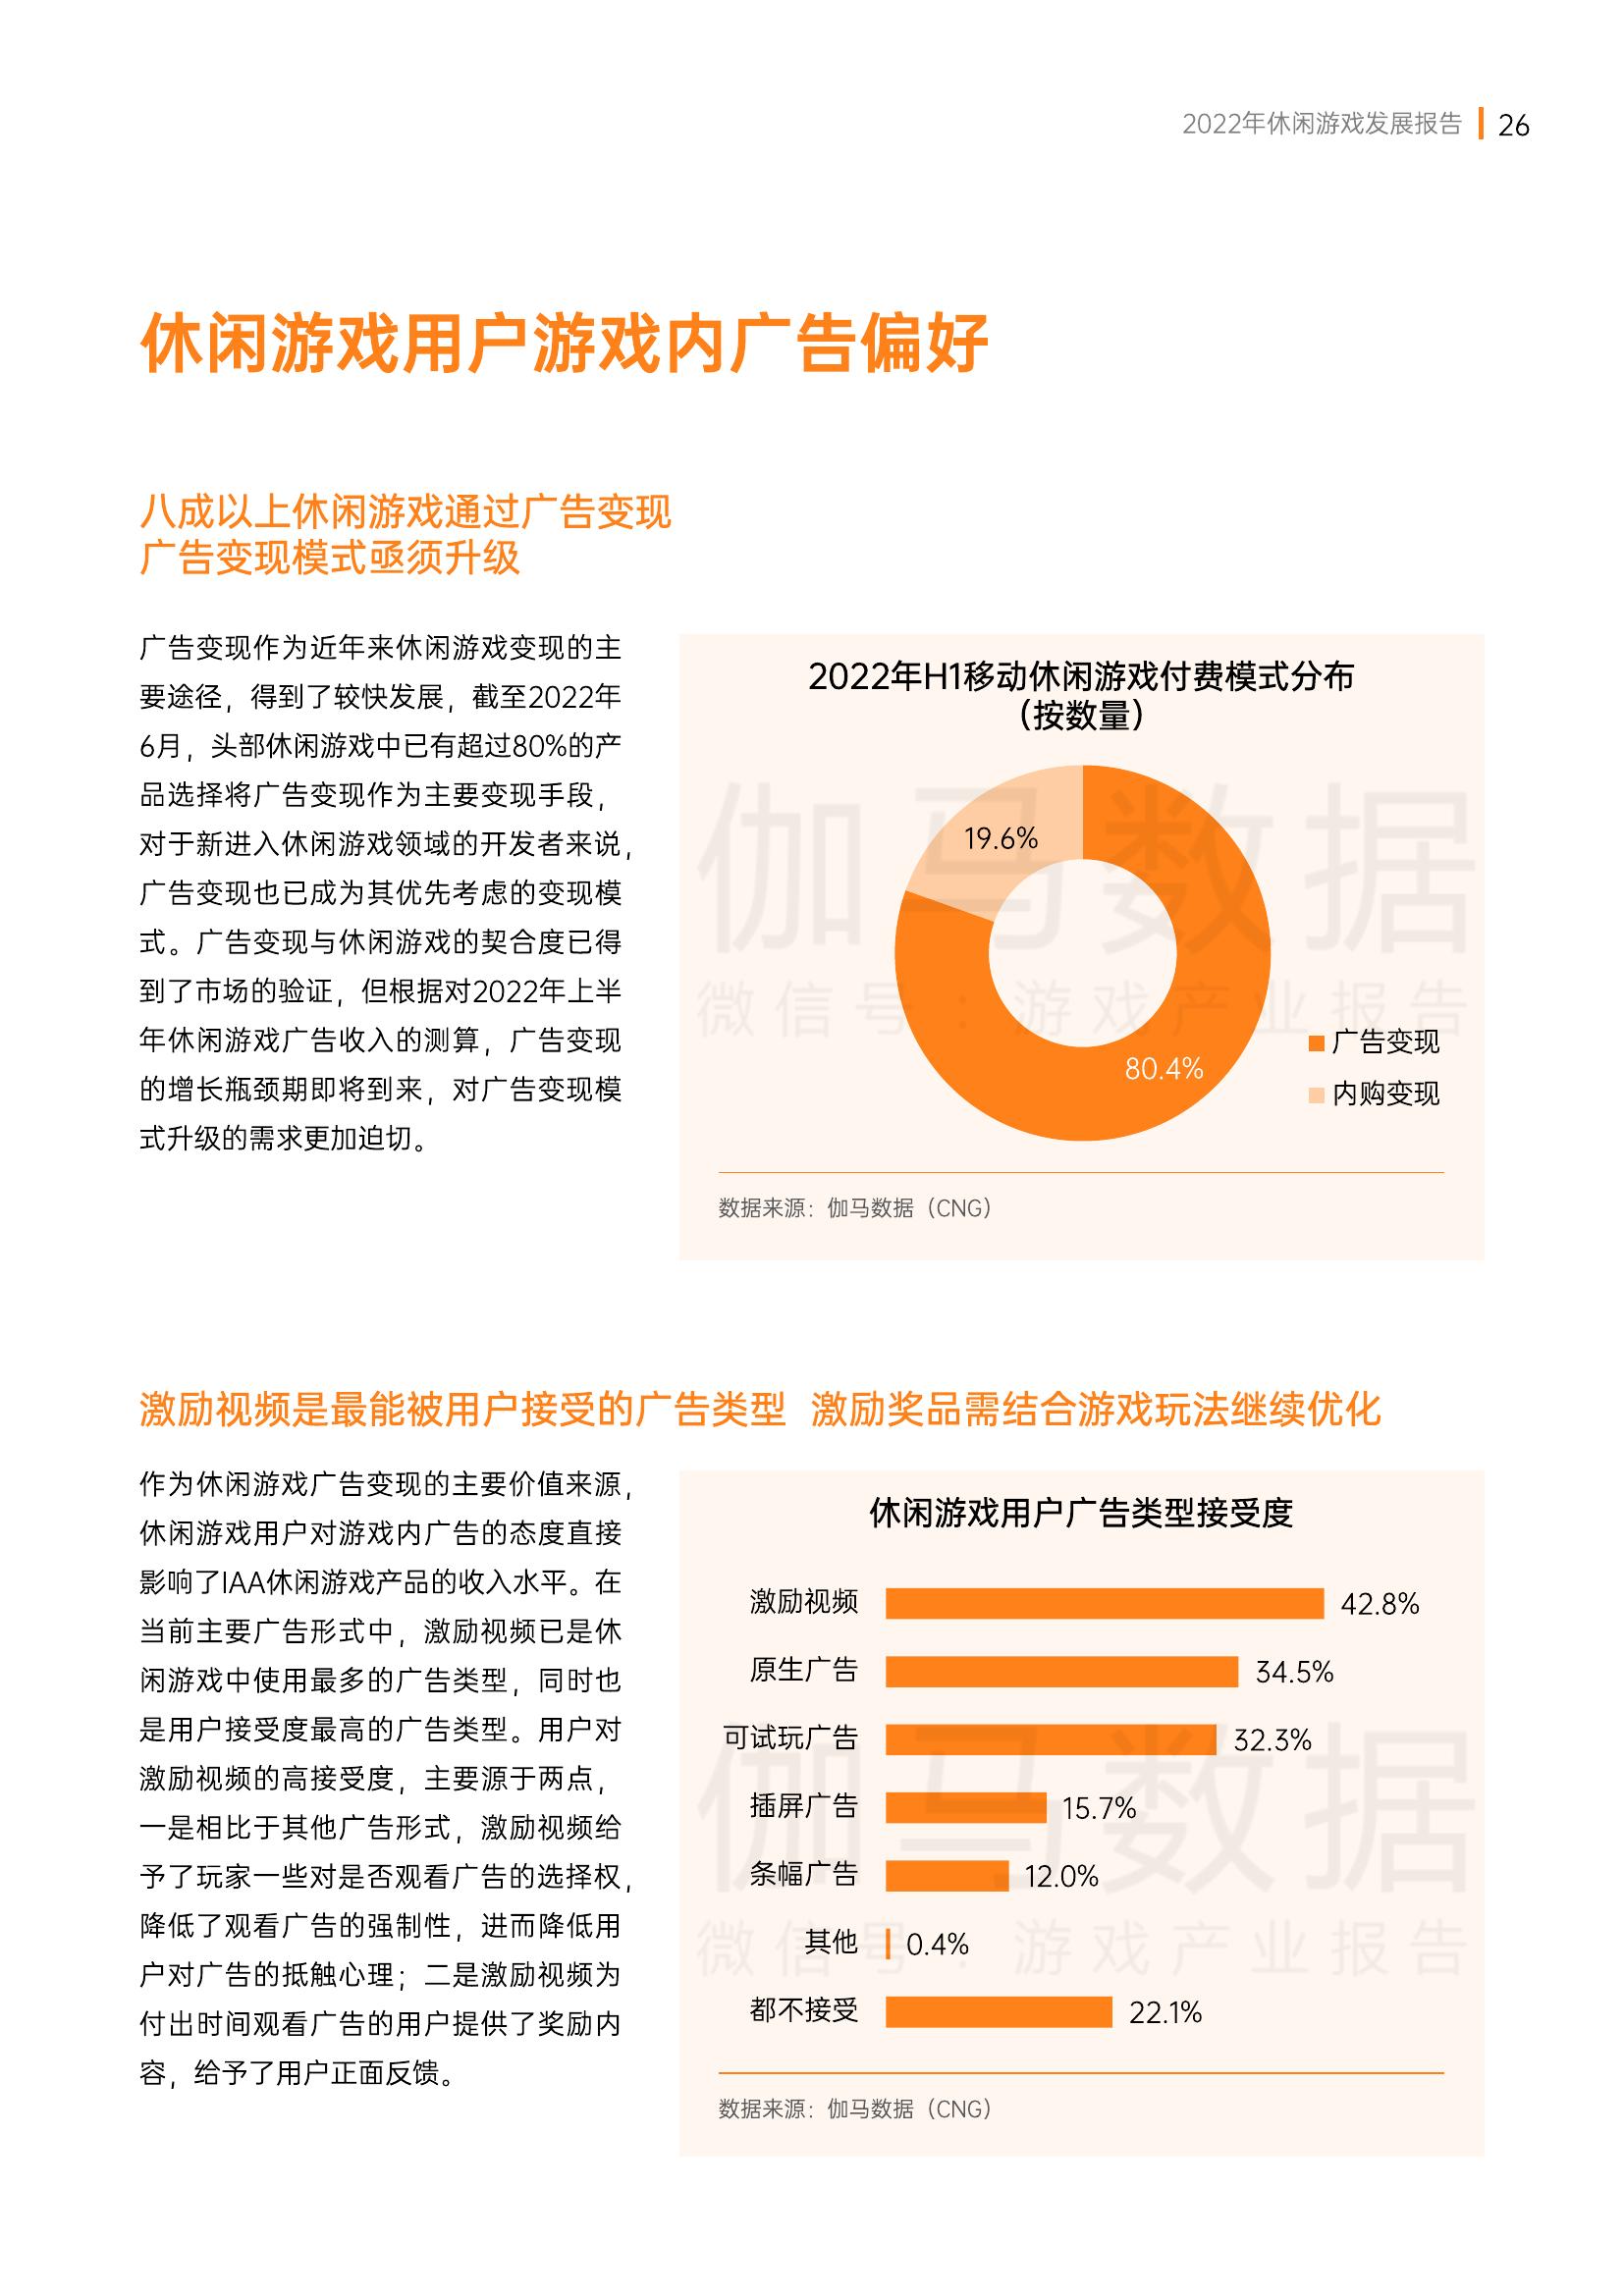 2022年休闲游戏发展报告 26
休闲游戏用户游戏内广告偏好
八成以上休闲游戏通过广告变现
广告变现模式亟须升级
广告变现作为近年来休闲游戏变现的主
要途径，得到了较快发展，截至2022年
6月，头部休闲游戏中已有超过80%的产
品选择将广告变现作为主要变现手段，
对于新进入休闲游戏领域的开发者来说，
广告变现也已成为其优先考虑的变现模
式。广告变现与休闲游戏的契合度已得
到了市场的验证，但根据对2022年上半
年休闲游戏广告收入的测算，广告变现
的增长瓶颈期即将到来，对广告变现模
式升级的需求更加迫切。
2022年H1移动休闲游戏付费模式分布
（按数量）
伽马数据
微信号：游戏产业报告
19.6%
80.4%
广告变现
内购变现
数据来源：伽马数据（CNG）
激励视频是最能被用户接受的广告类型 激励奖品需结合游戏玩法继续优化
作为休闲游戏广告变现的主要价值来源，
休闲游戏用户对游戏内广告的态度直接
影响了IAA休闲游戏产品的收入水平。在
当前主要广告形式中，激励视频已是休
闲游戏中使用最多的广告类型，同时也
是用户接受度最高的广告类型。用户对
激励视频的高接受度，主要源于两点，
一是相比于其他广告形式，激励视频给
予了玩家一些对是否观看广告的选择权，
降低了观看广告的强制性，进而降低用
户对广告的抵触心理；二是激励视频为
付出时间观看广告的用户提供了奖励内
容，给予了用户正面反馈。
休闲游戏用户广告类型接受度
激励视频 42.8%
原生广告 34.5%
可试玩广告 32.3%
插屏广告 15.7%
条幅广告 12.0%
其他 0.4%
都不接受 22.1%
伽马数据
微信号：游戏产业报告
数据来源：伽马数据（CNG）